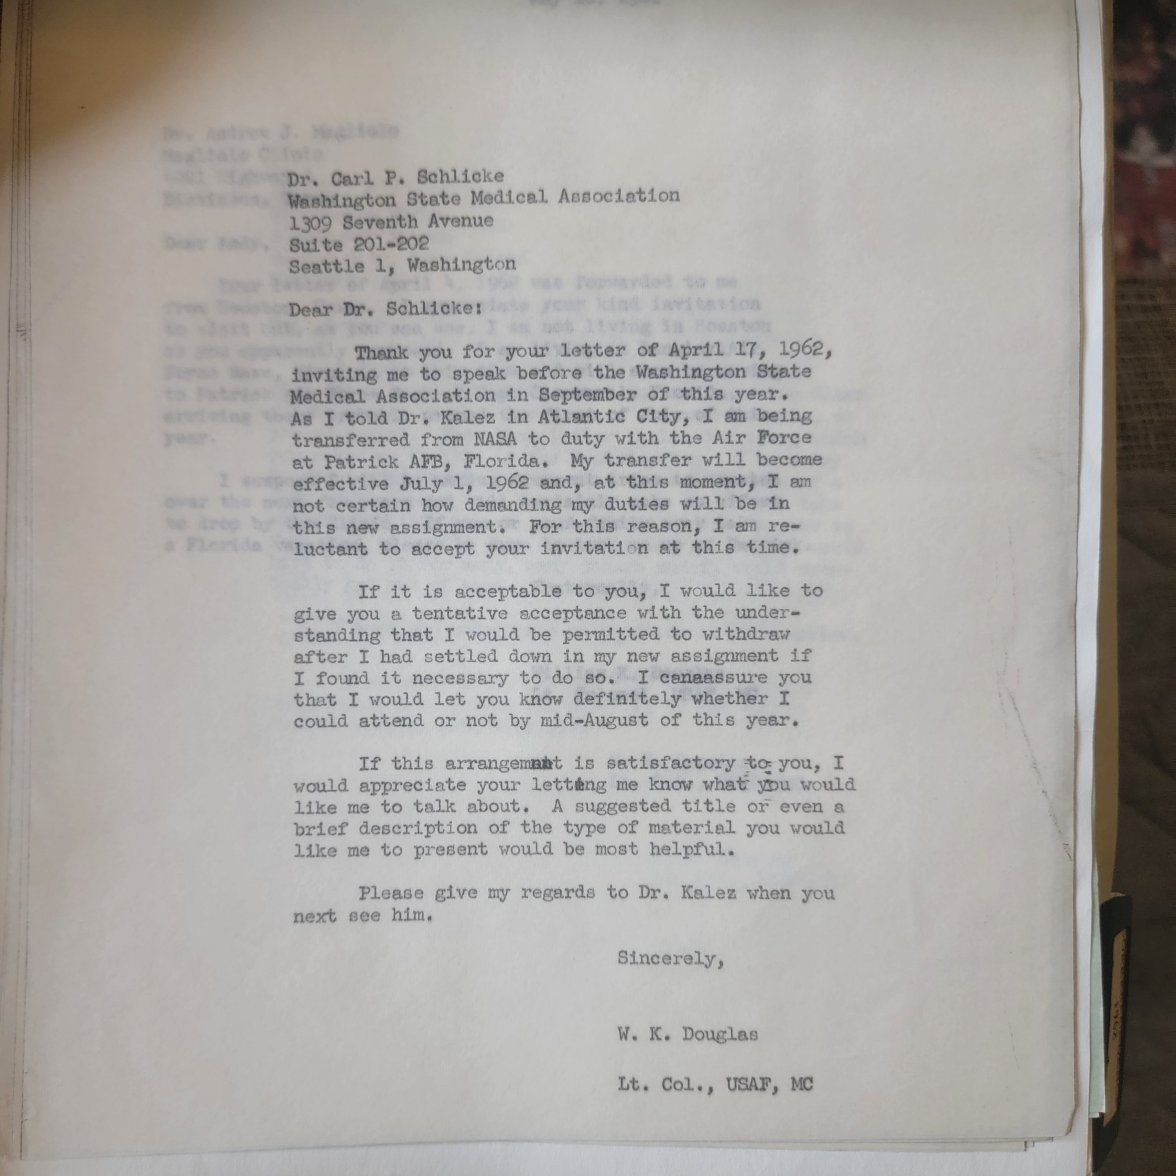 Dr. Carl P. Schlicke
Washington State Medical Association
1309 Seventh Avenue
Suite 201-202
Seattle 1, Washington
Dear Dr. Schlicke:
Thank you for your letter of April 17, 1962,
inviting me to speak before the Washington State
Medical Association in September of this year.
As I told Dr. Kalez in Atlantic City, I am being
transferred from NASA to duty with the Air Force
at Patrick AFB, Florida. My transfer will become
effective July 1, 1962 and, at this moment, I am
not certain how demanding my duties will be in
this new assignment. For this reason, I am re-
luctant to accept your invitation at this time.
If it is acceptable to you, I would like to
give you a tentative acceptance with the under-
standing that I would be permitted to withdraw
after I had settled down in my new assignment if
I found it necessary to do so. I canaassure you
that I would let you know definitely whether I
could attend or not by mid-August of this year.
If this arrangement is satisfactory to you, I
would appreciate your letting me know what you would
like me to talk about. A suggested title or even a
brief description of the type of material you would
like me to present would be most helpful.
Please give my regards to Dr. Kalez when you
next see him.
Sincerely,
W. K. Douglas
Lt. Col., USAF, MC